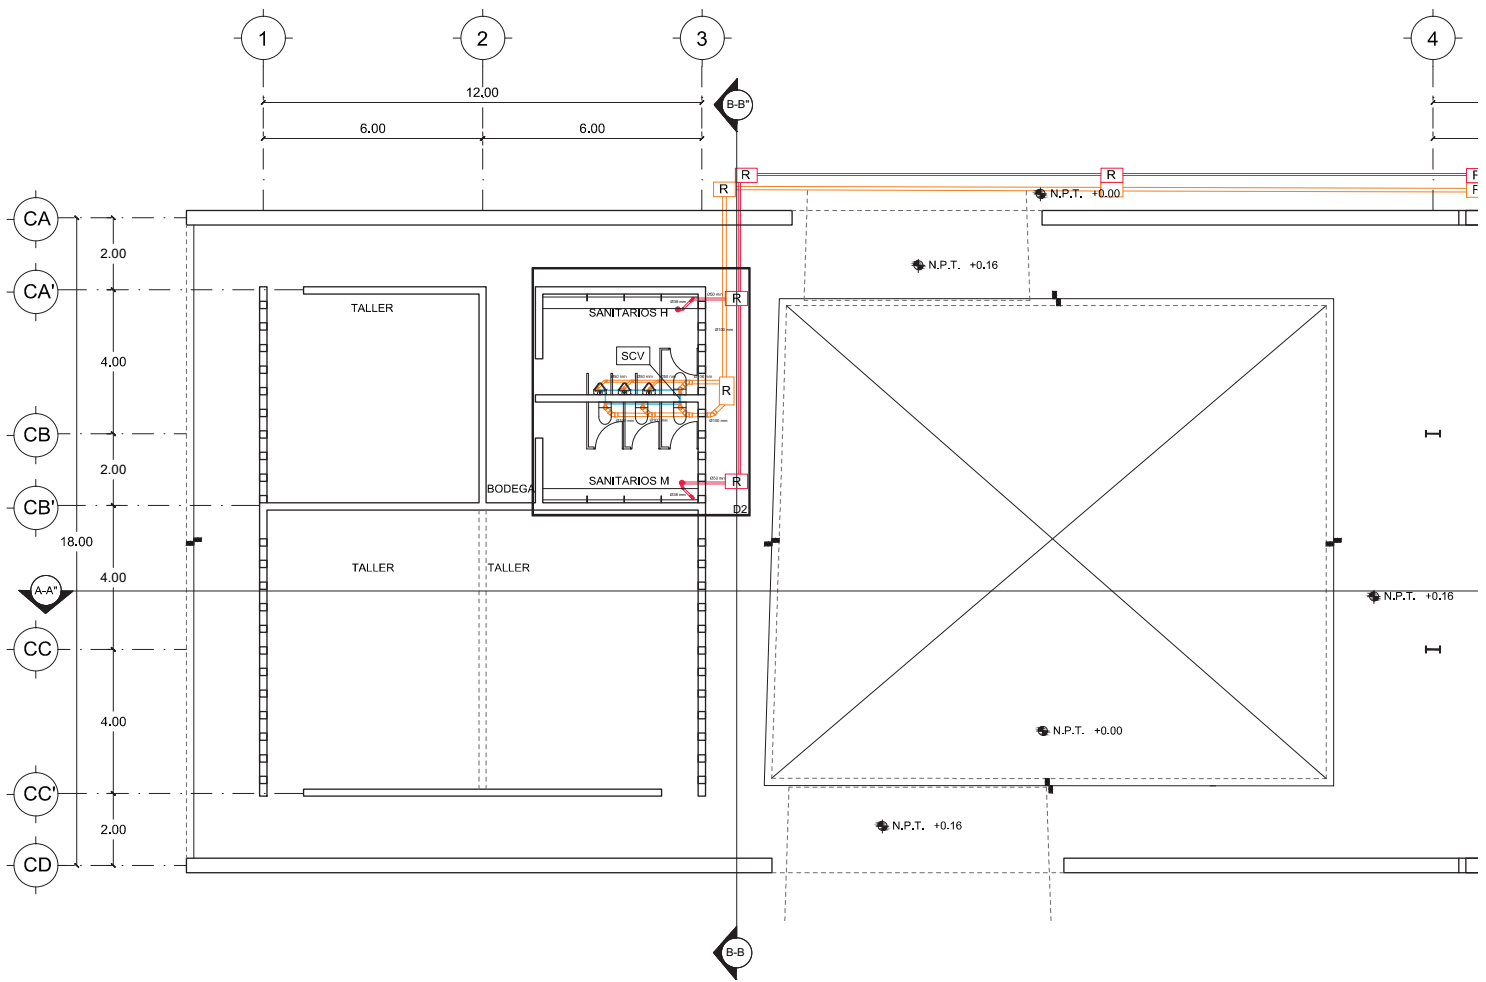 1
2
3
4
12.00
B-B"
6.00
6.00
R
R
R
R
N.P.T. +0.00
CA
2.00
N.P.T. +0.16
CA'
R
TALLER
SANITARIOS H
SCV
4.00
R
CB
2.00
SANITARIOS M
R
BODEGA
CB'
D2
18.00
4.00
TALLER
TALLER
A-A"
N.P.T. +0.16
CC
4.00
N.P.T. +0.00
CC'
2.00
N.P.T. +0.16
CD
B-B